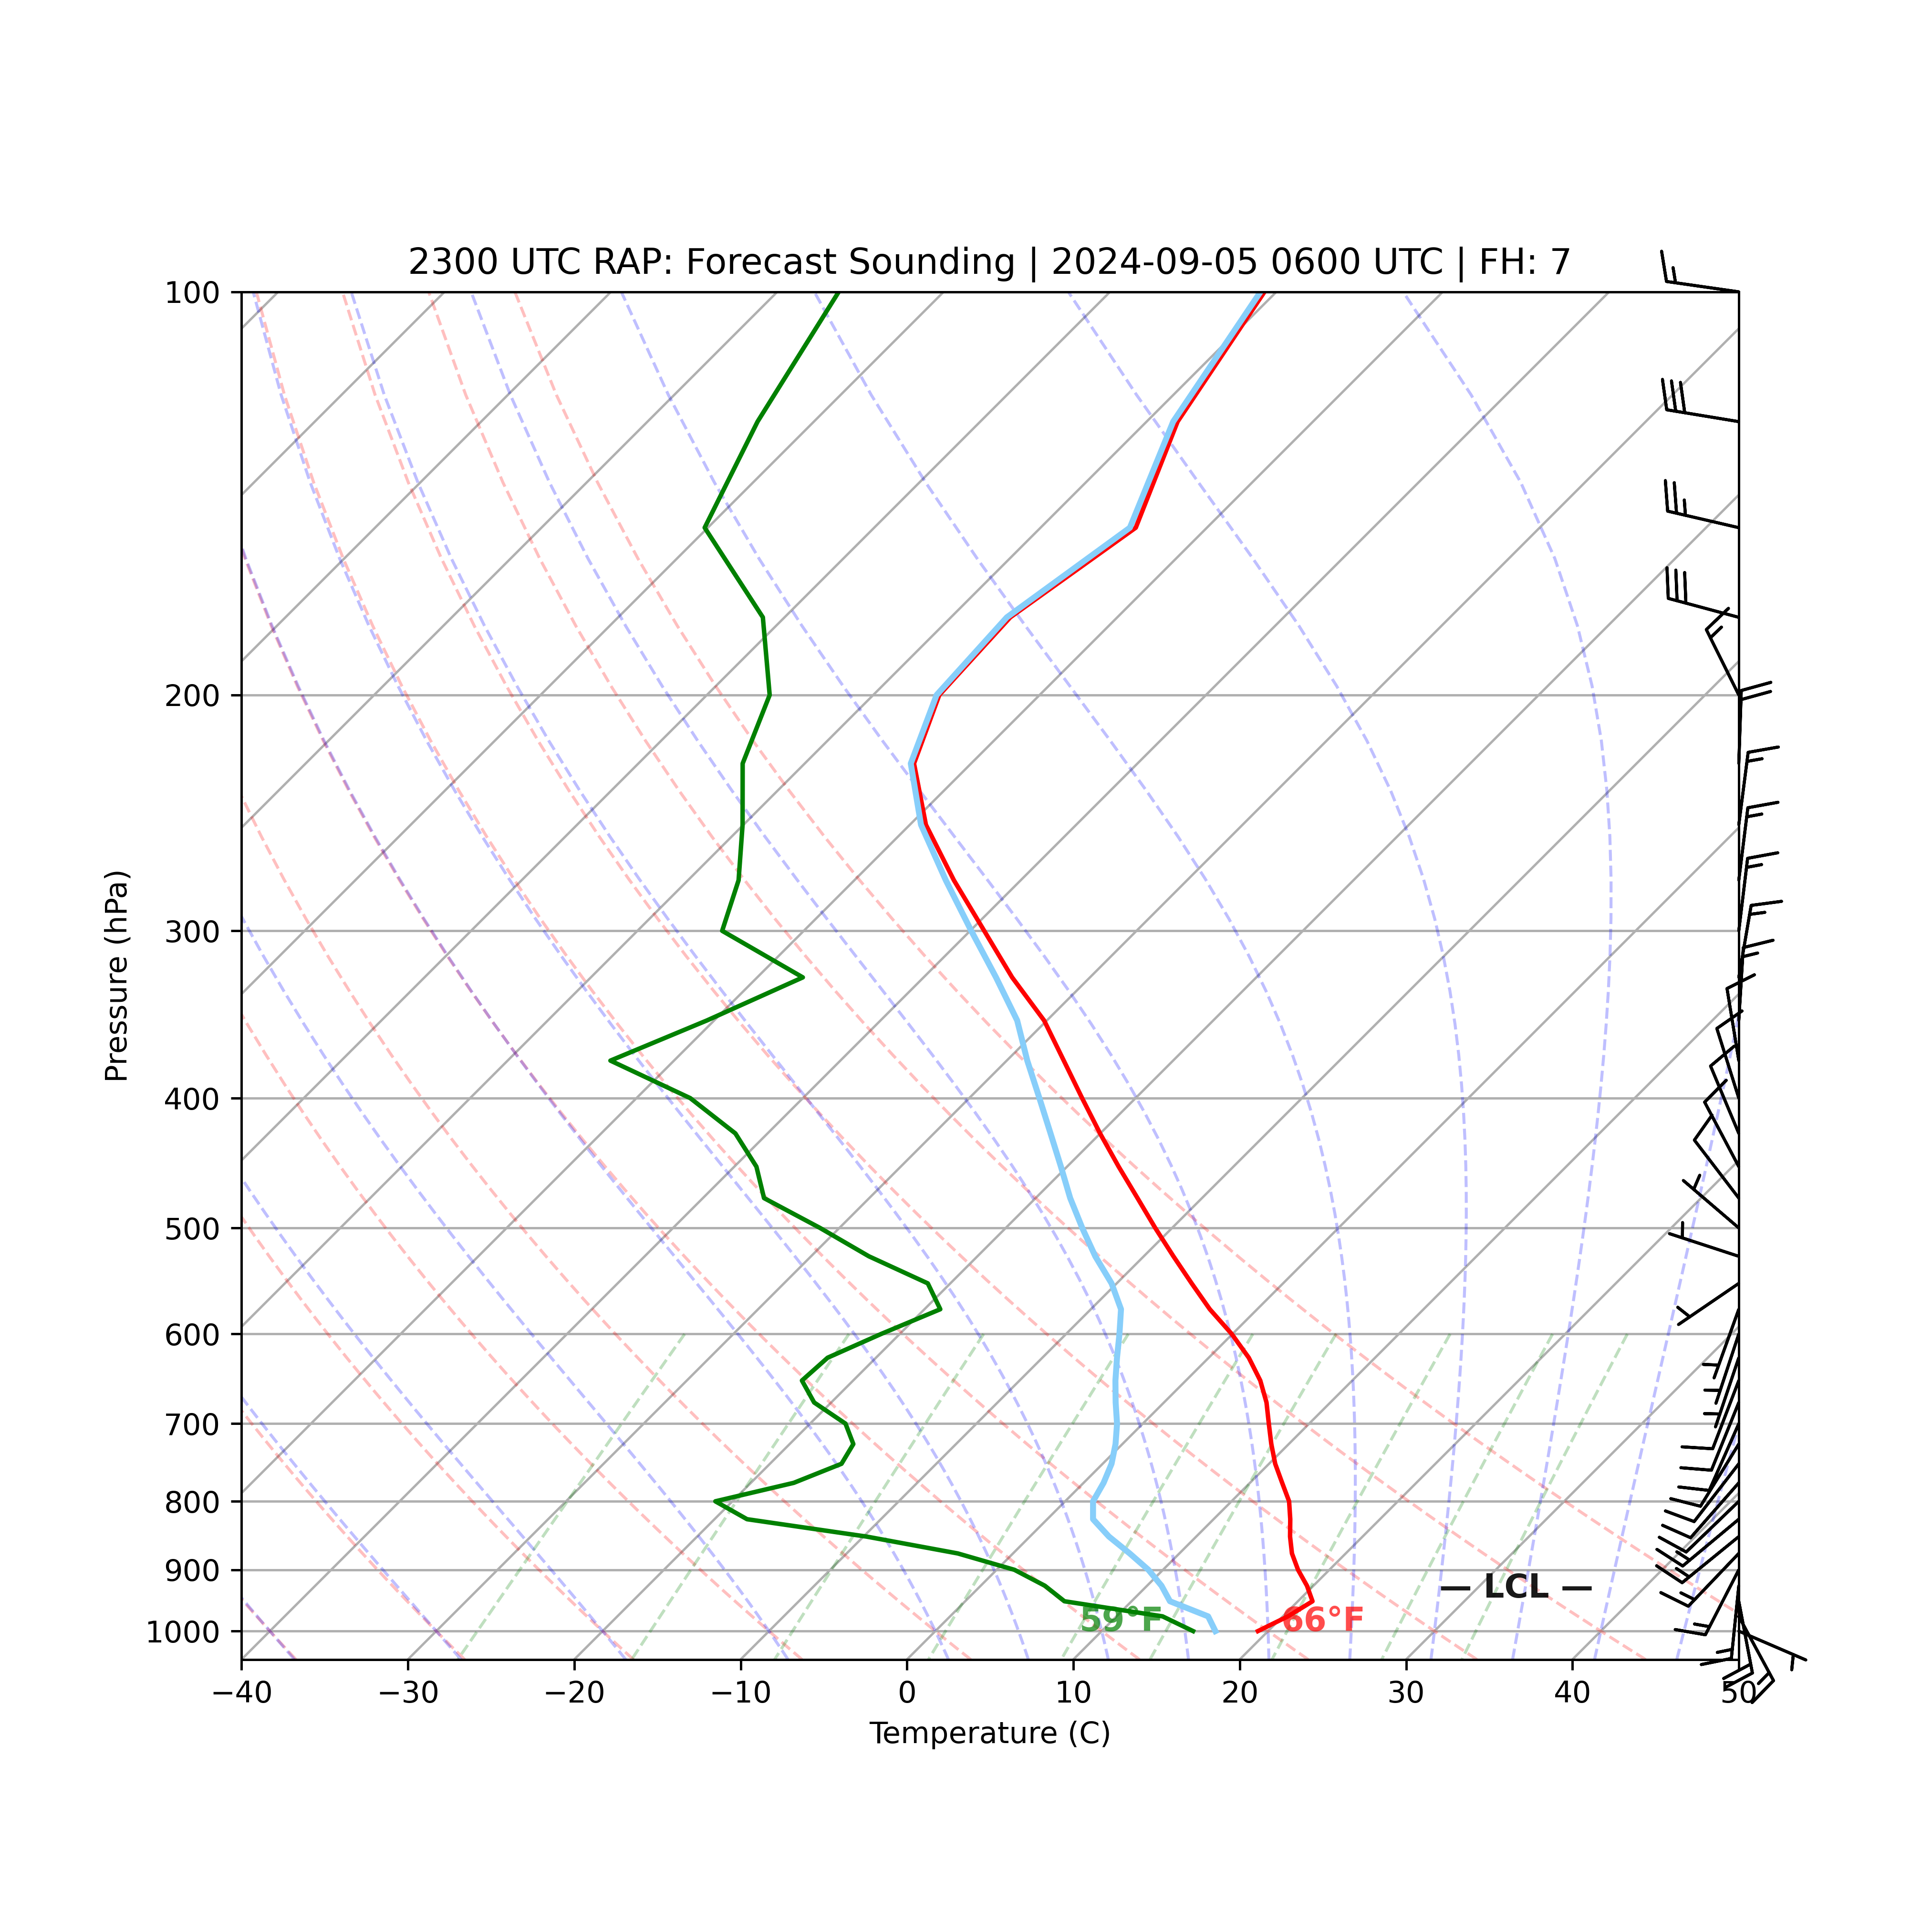 2300 UTC RAP: Forecast Sounding | 2024-09-05 0600 UTC | FH: 7
100
200
300
400
500
600
700
800
900
1000
Pressure (hPa)
— LCL —
59°F
66°F
−40 −30 −20 −10 0 10 20 30 40 50
Temperature (C)